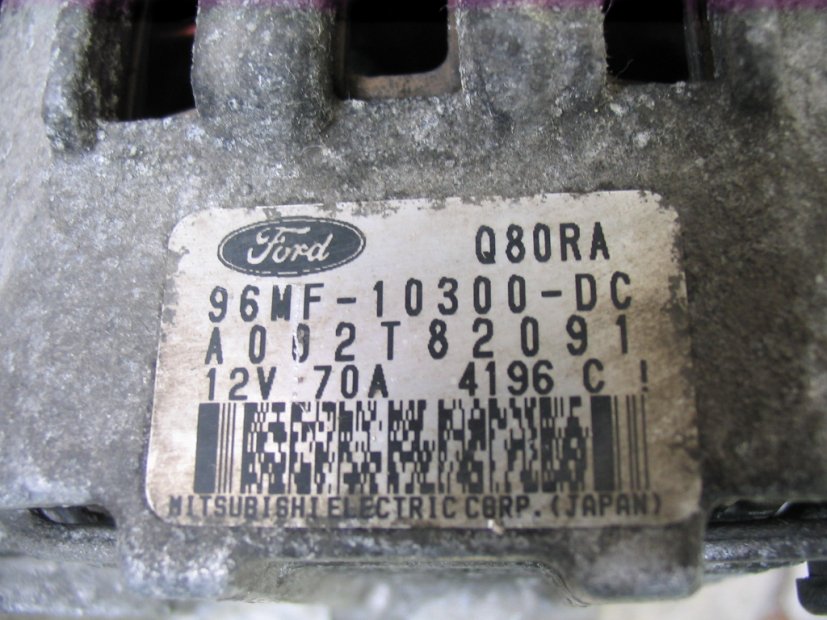 Ford Q80RA
96MF-10300-DC
A002T82091
12V 70A 4196 C !
MITSUBISHI ELECTRIC CORP. (JAPAN)